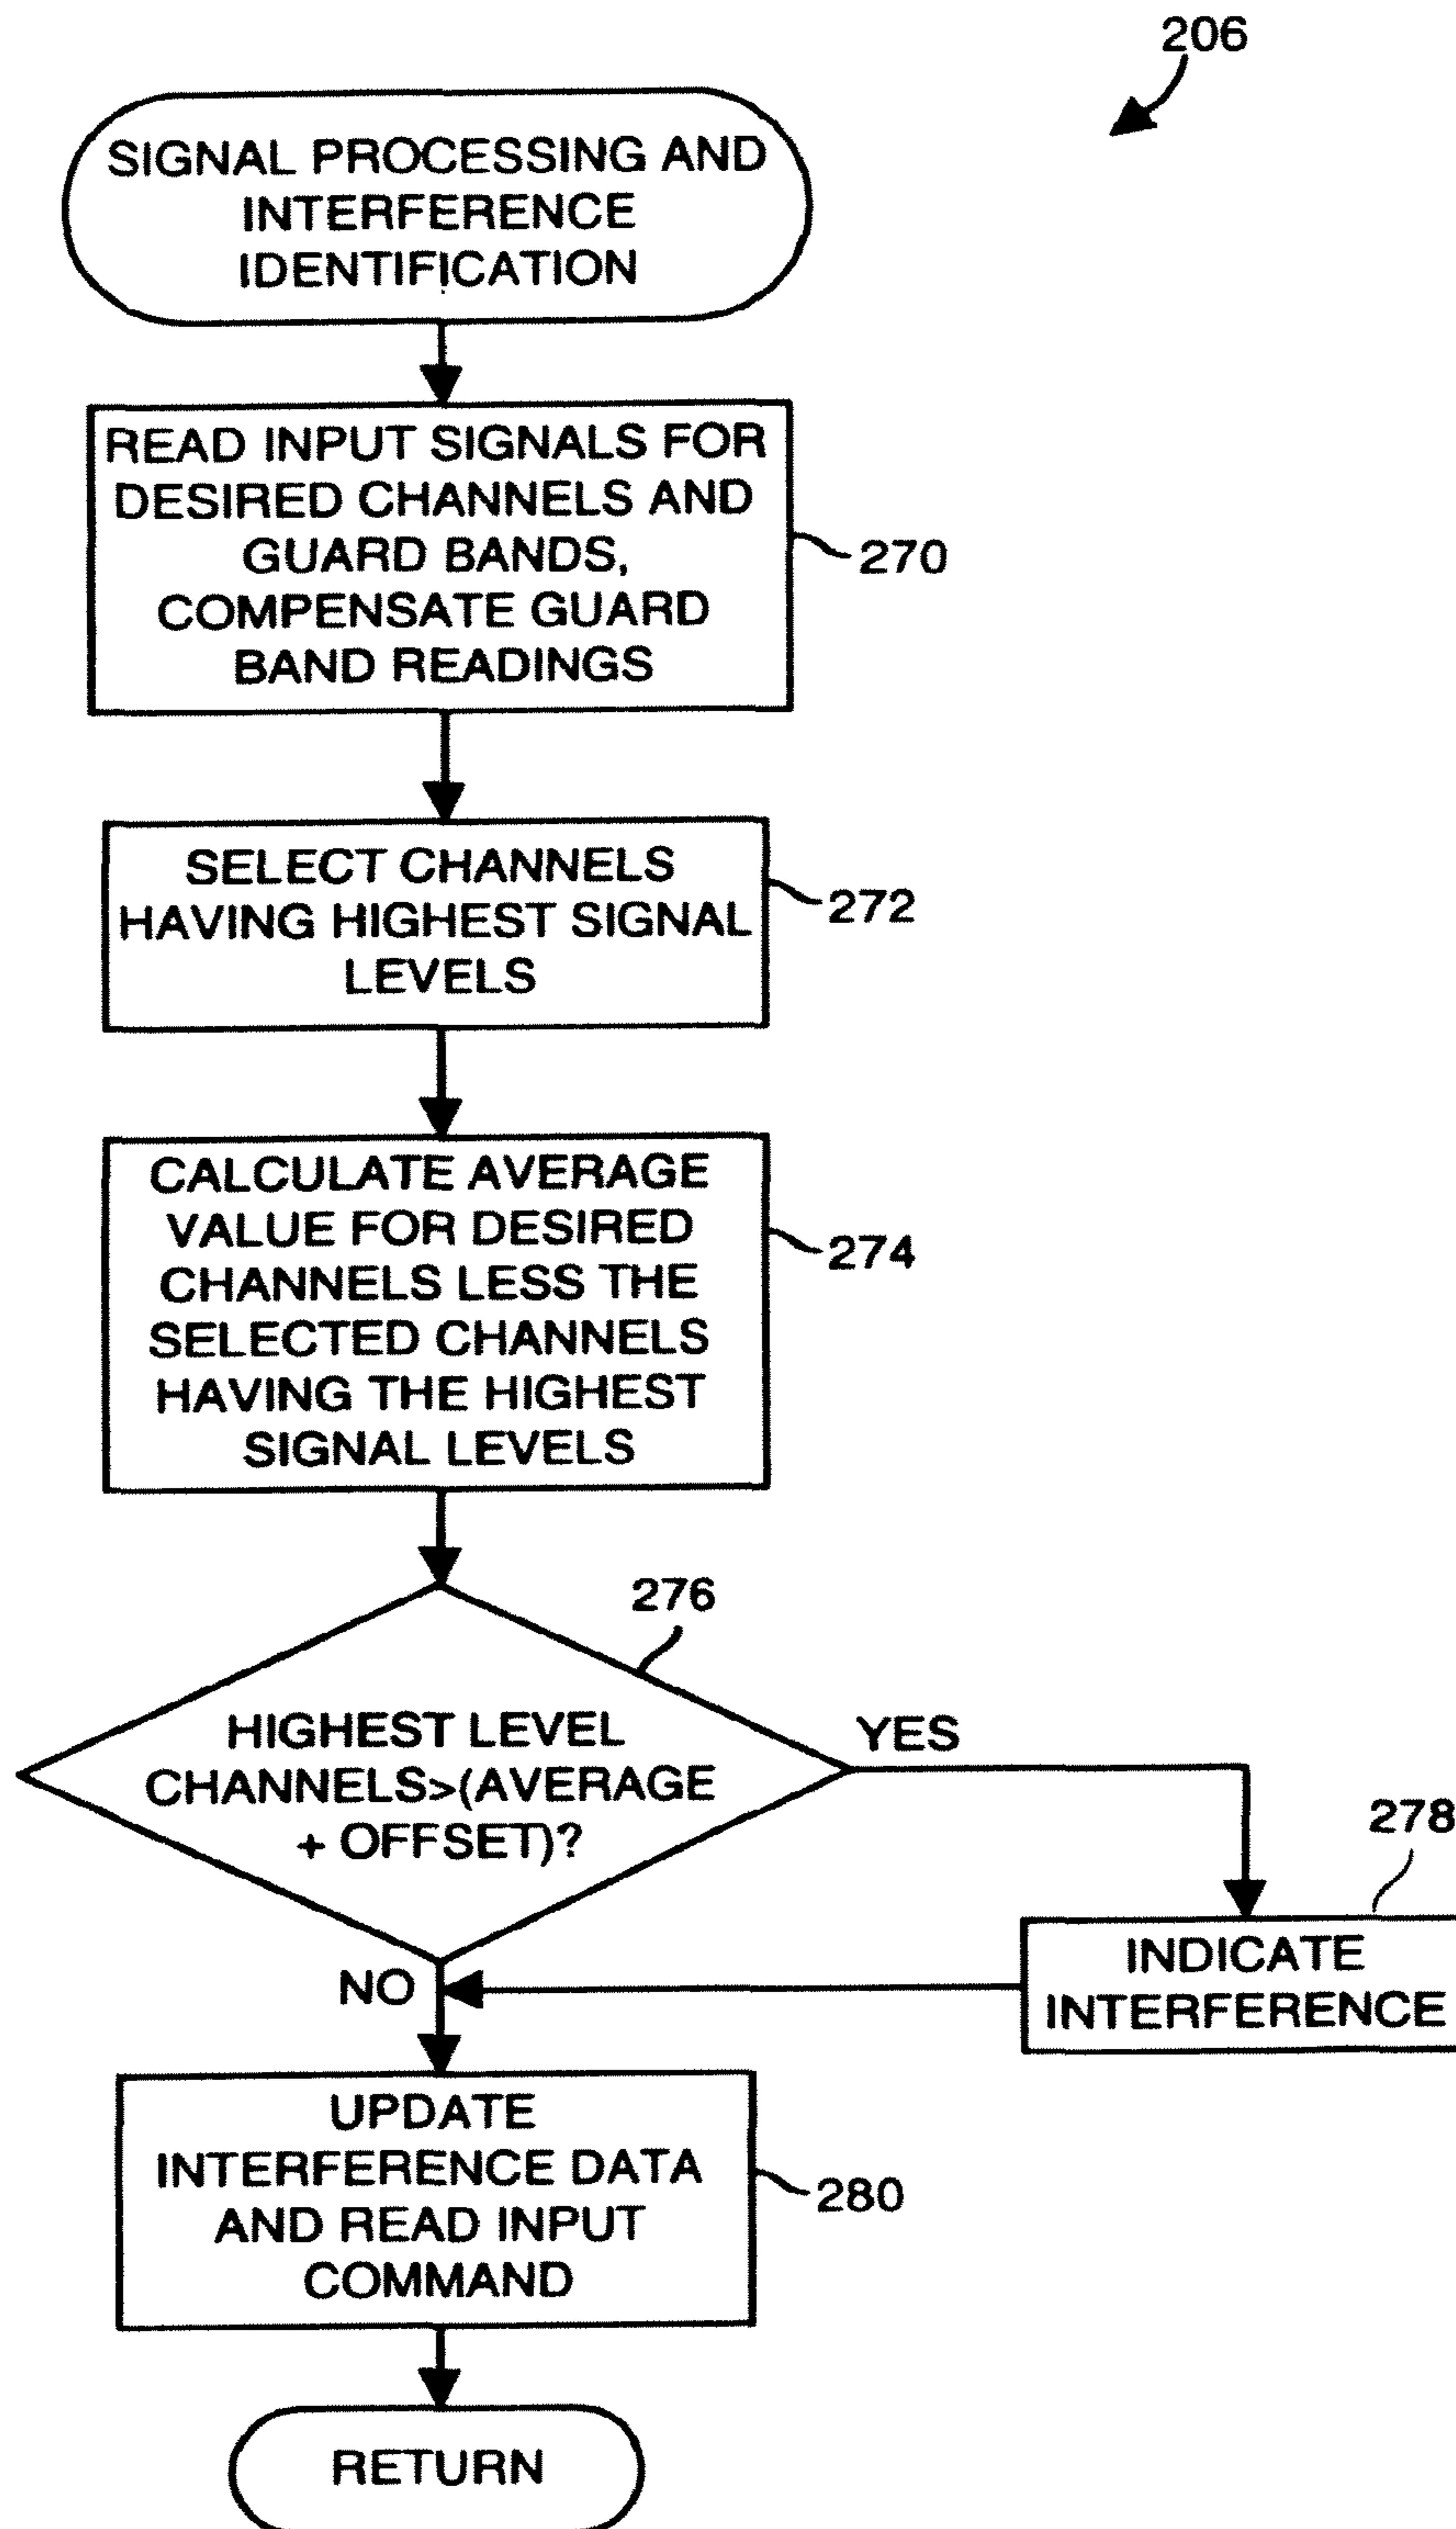 206
SIGNAL PROCESSING AND
INTERFERENCE
IDENTIFICATION
READ INPUT SIGNALS FOR
DESIRED CHANNELS AND
GUARD BANDS,
COMPENSATE GUARD
BAND READINGS
270
SELECT CHANNELS
HAVING HIGHEST SIGNAL
LEVELS
272
CALCULATE AVERAGE
VALUE FOR DESIRED
CHANNELS LESS THE
SELECTED CHANNELS
HAVING THE HIGHEST
SIGNAL LEVELS
274
276
HIGHEST LEVEL
CHANNELS>(AVERAGE
+ OFFSET)?
YES
278
INDICATE
INTERFERENCE
NO
UPDATE
INTERFERENCE DATA
AND READ INPUT
COMMAND
280
RETURN